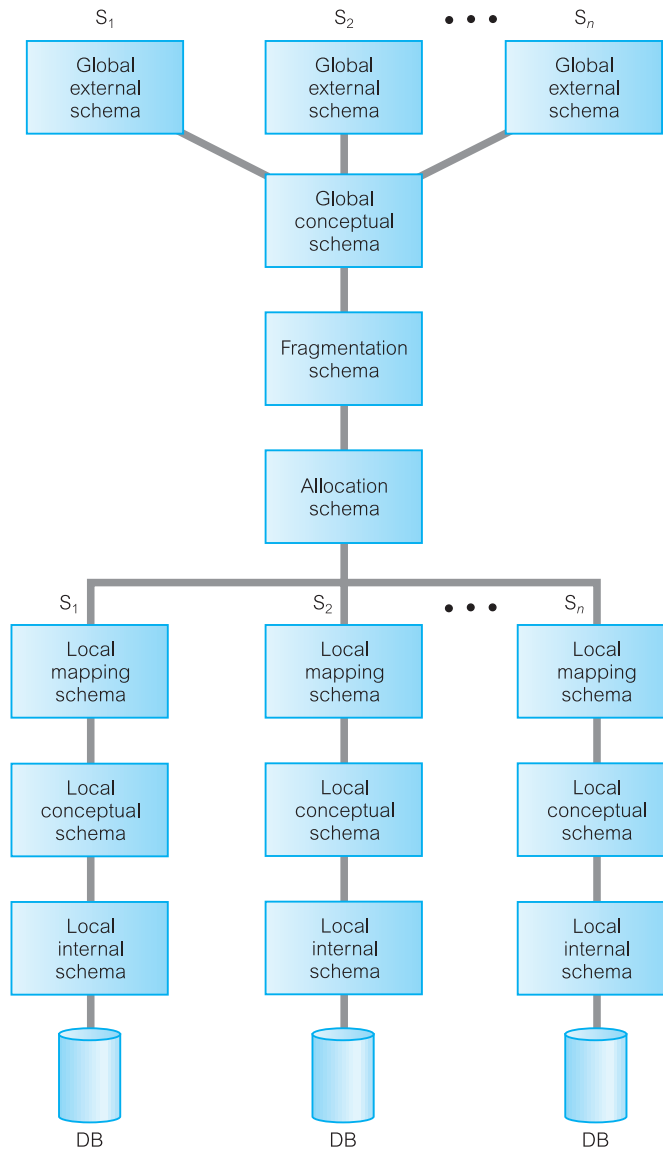 S1 S2 • • • Sn
Global external schema
Global external schema
Global external schema
Global conceptual schema
Fragmentation schema
Allocation schema
S1 S2 • • • Sn
Local mapping schema
Local mapping schema
Local mapping schema
Local conceptual schema
Local conceptual schema
Local conceptual schema
Local internal schema
Local internal schema
Local internal schema
DB DB DB